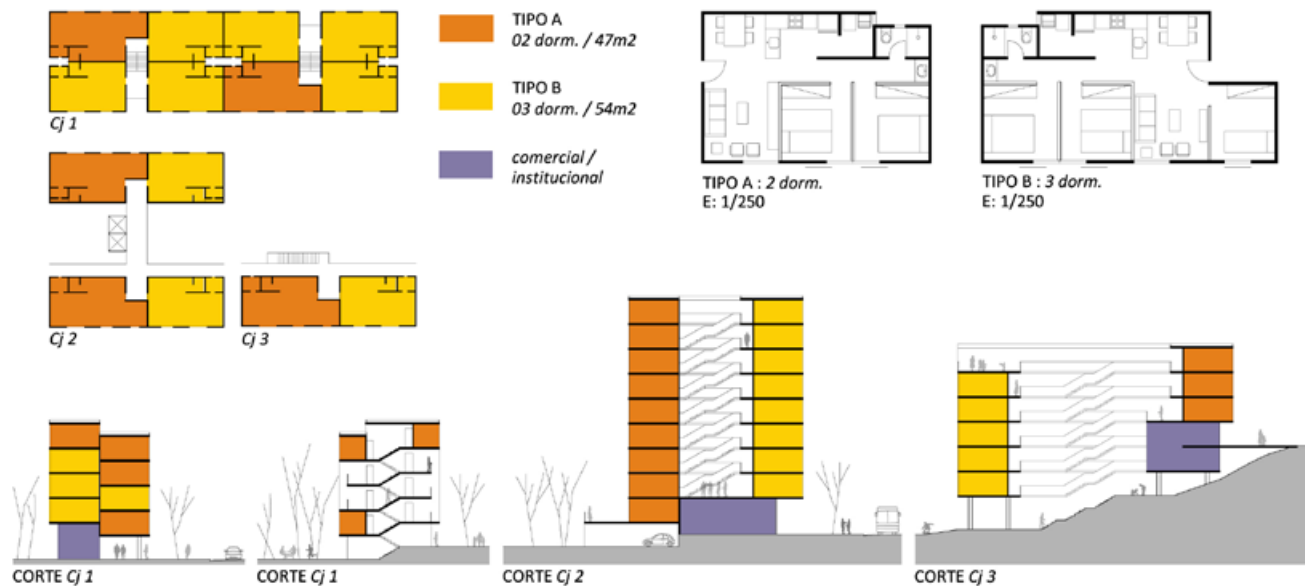 TIPO A
02 dorm. / 47m2
TIPO B
03 dorm. / 54m2
comercial /
institucional
Cj 1
Cj 2
Cj 3
TIPO A : 2 dorm.
E: 1/250
TIPO B : 3 dorm.
E: 1/250
CORTE Cj 1
CORTE Cj 1
CORTE Cj 2
CORTE Cj 3